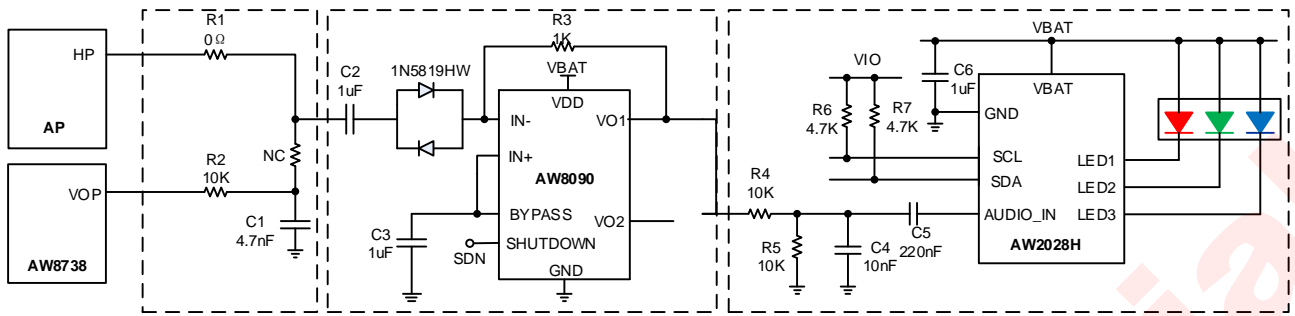 HP
AP
VOP
AW8738
R1
0Ω
R2
10K
NC
C1
4.7nF
C2
1uF
1N5819HW
R3
1K
VBAT
VDD
IN-
VO1
IN+
AW8090
BYPASS
VO2
SHUTDOWN
GND
C3
1uF
SDN
R4
10K
R5
10K
C4
10nF
C5
220nF
VIO
R6
4.7K
R7
4.7K
VBAT
C6
1uF
VBAT
GND
SCL
SDA
AUDIO_IN
LED1
LED2
LED3
AW2028H